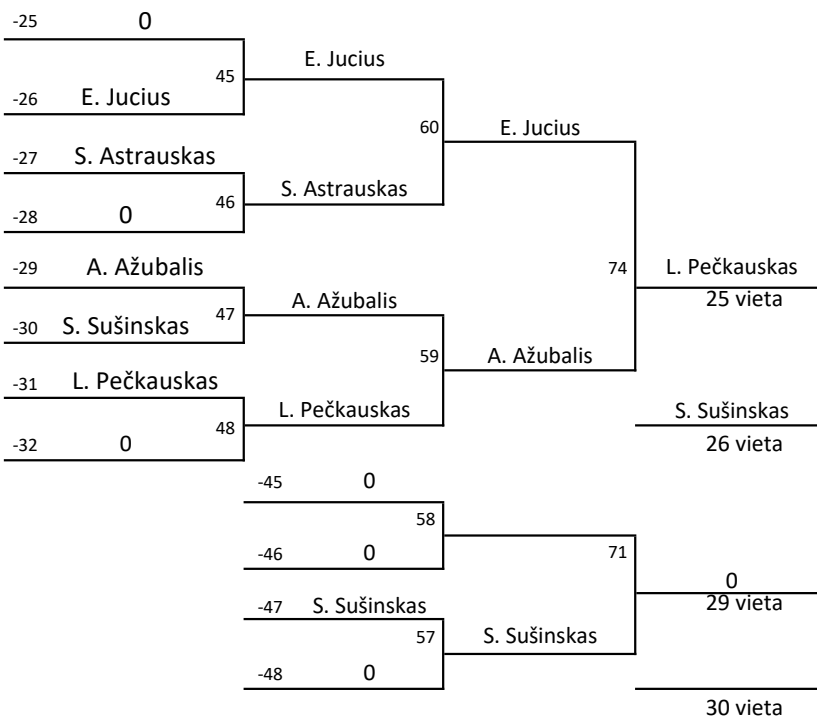 -25 0
E. Jucius
45
-26 E. Jucius
60 E. Jucius
-27 S. Astrauskas
46 S. Astrauskas
-28 0
-29 A. Ažubalis
74 L. Pečkauskas
25 vieta
47 A. Ažubalis
-30 S. Sušinskas
59 A. Ažubalis
-31 L. Pečkauskas
48 L. Pečkauskas
S. Sušinskas
-32 0
26 vieta
-45 0
58
-46 0
71
0
29 vieta
-47 S. Sušinskas
57 S. Sušinskas
-48 0
30 vieta